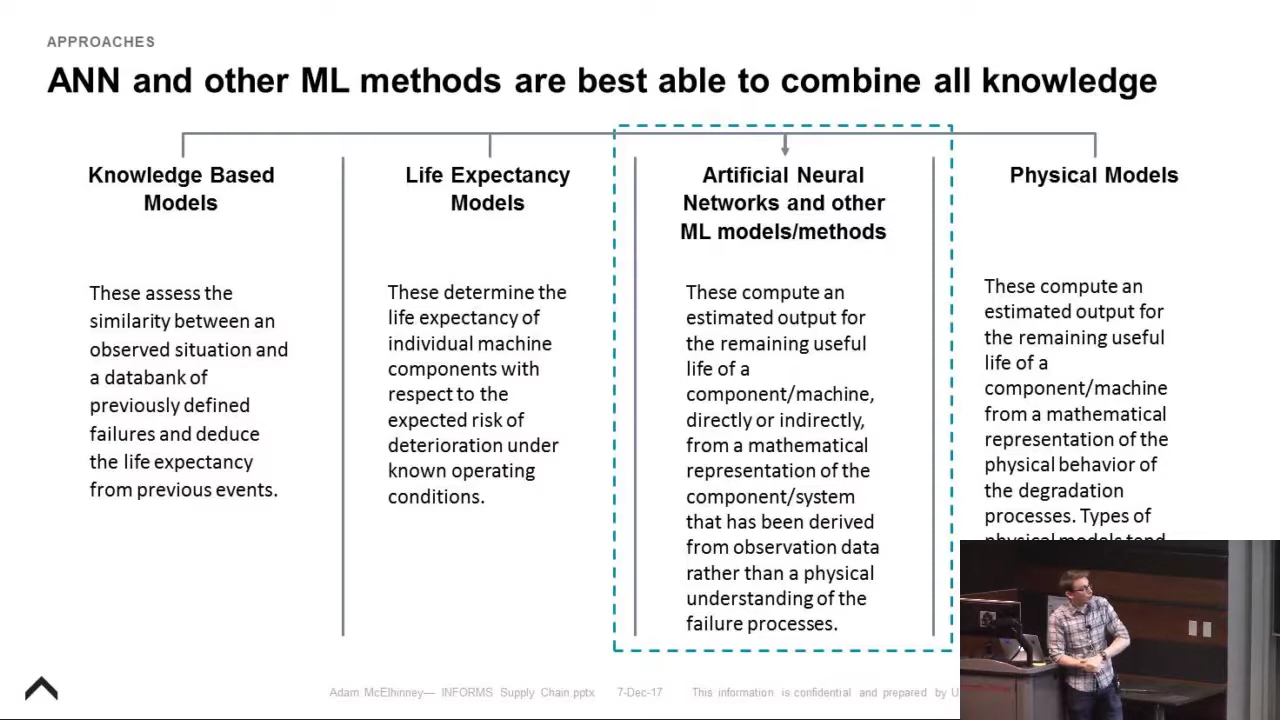 APPROACHES
ANN and other ML methods are best able to combine all knowledge
Knowledge Based
Models
These assess the
similarity between an
observed situation and
a databank of
previously defined
failures and deduce
the life expectancy
from previous events.
Life Expectancy
Models
These determine the
life expectancy of
individual machine
components with
respect to the
expected risk of
deterioration under
known operating
conditions.
Artificial Neural
Networks and other
ML models/methods
These compute an
estimated output for
the remaining useful
life of a
component/machine,
directly or indirectly,
from a mathematical
representation of the
component/system
that has been derived
from observation data
rather than a physical
understanding of the
failure processes.
Physical Models
These compute an
estimated output for
the remaining useful
life of a
component/machine
from a mathematical
representation of the
physical behavior of
the degradation
processes. Types of
physical models tend
Adam McElhinney— INFORMS Supply Chain.pptx 7-Dec-17 This information is confidential and prepared by